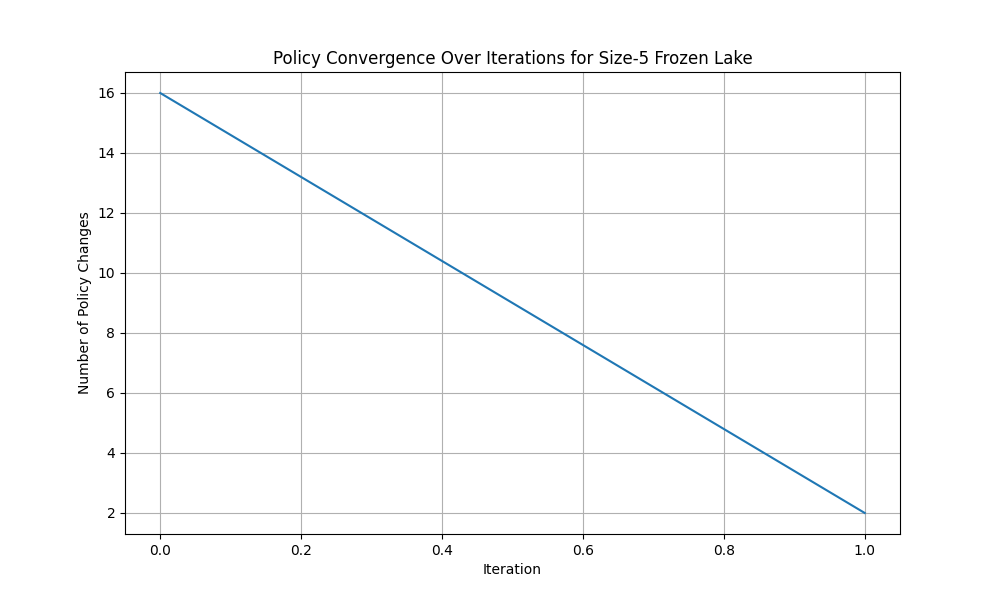 Policy Convergence Over Iterations for Size-5 Frozen Lake
16
14
12
10
8
6
4
2
Number of Policy Changes
0.0 0.2 0.4 0.6 0.8 1.0
Iteration